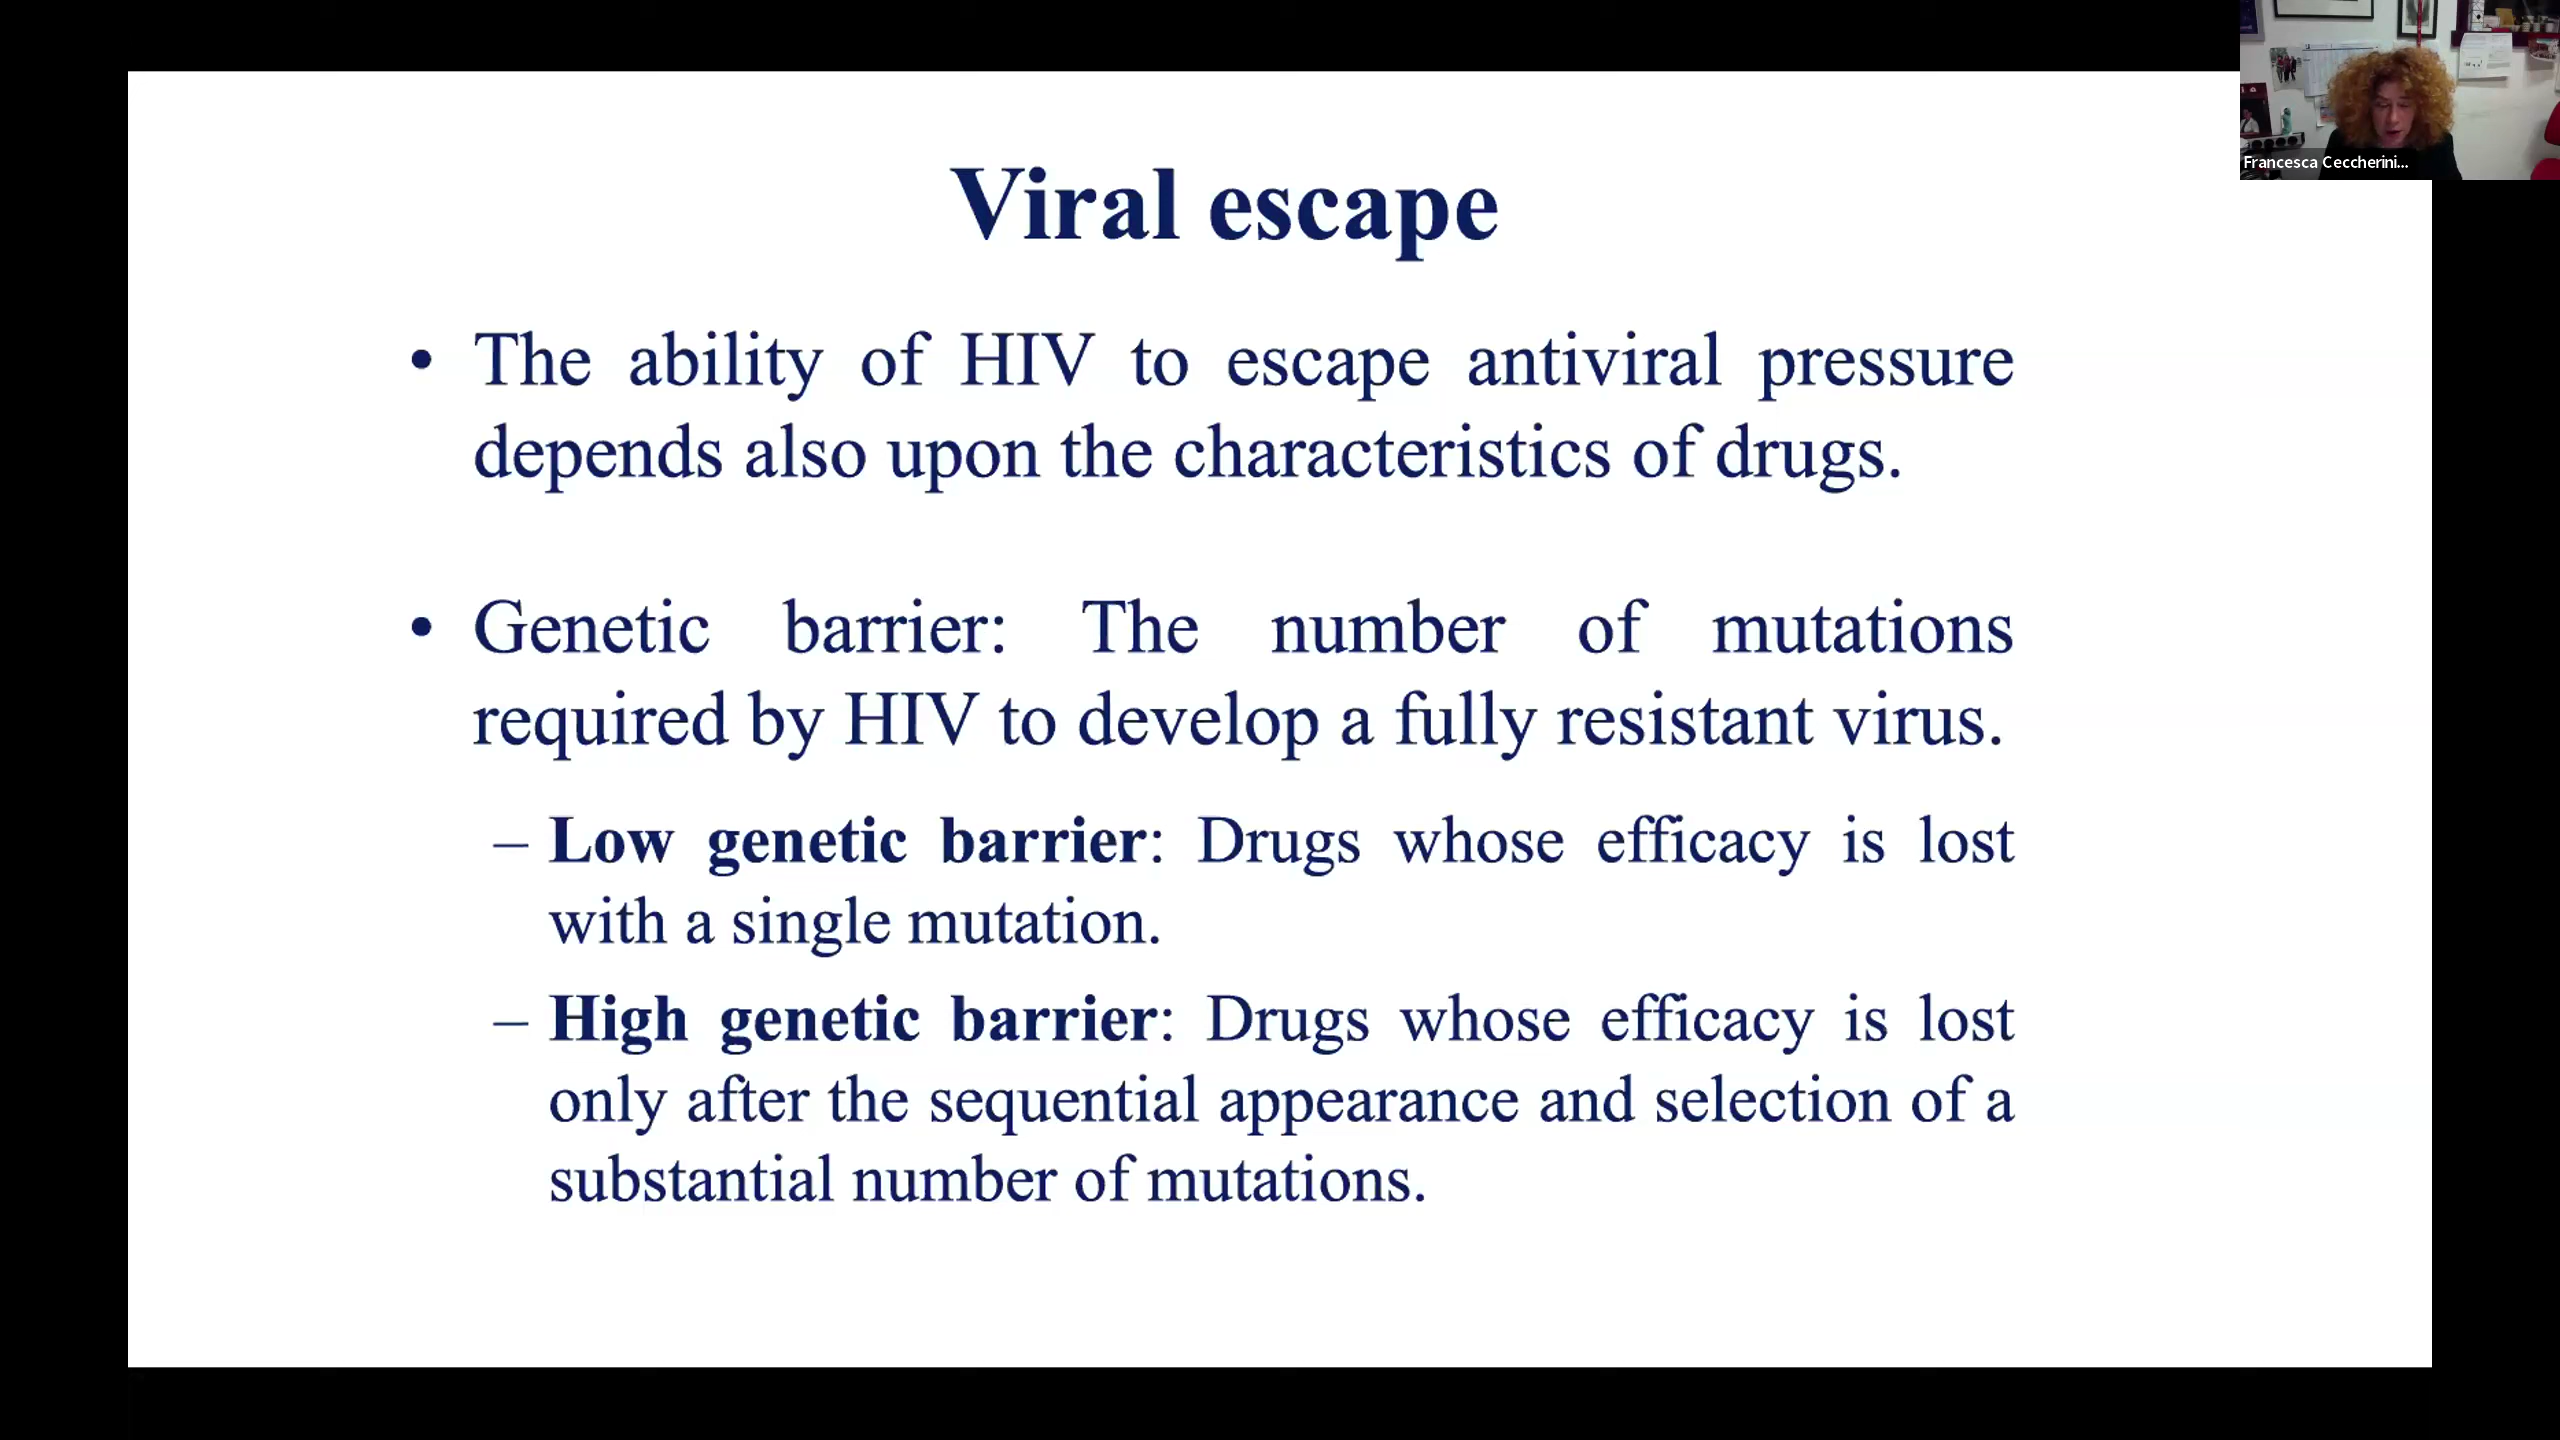 Viral escape
• The ability of HIV to escape antiviral pressure
depends also upon the characteristics of drugs.
• Genetic barrier: The number of mutations
required by HIV to develop a fully resistant virus.
– Low genetic barrier: Drugs whose efficacy is lost
with a single mutation.
– High genetic barrier: Drugs whose efficacy is lost
only after the sequential appearance and selection of a
substantial number of mutations.
Francesca Ceccherini...